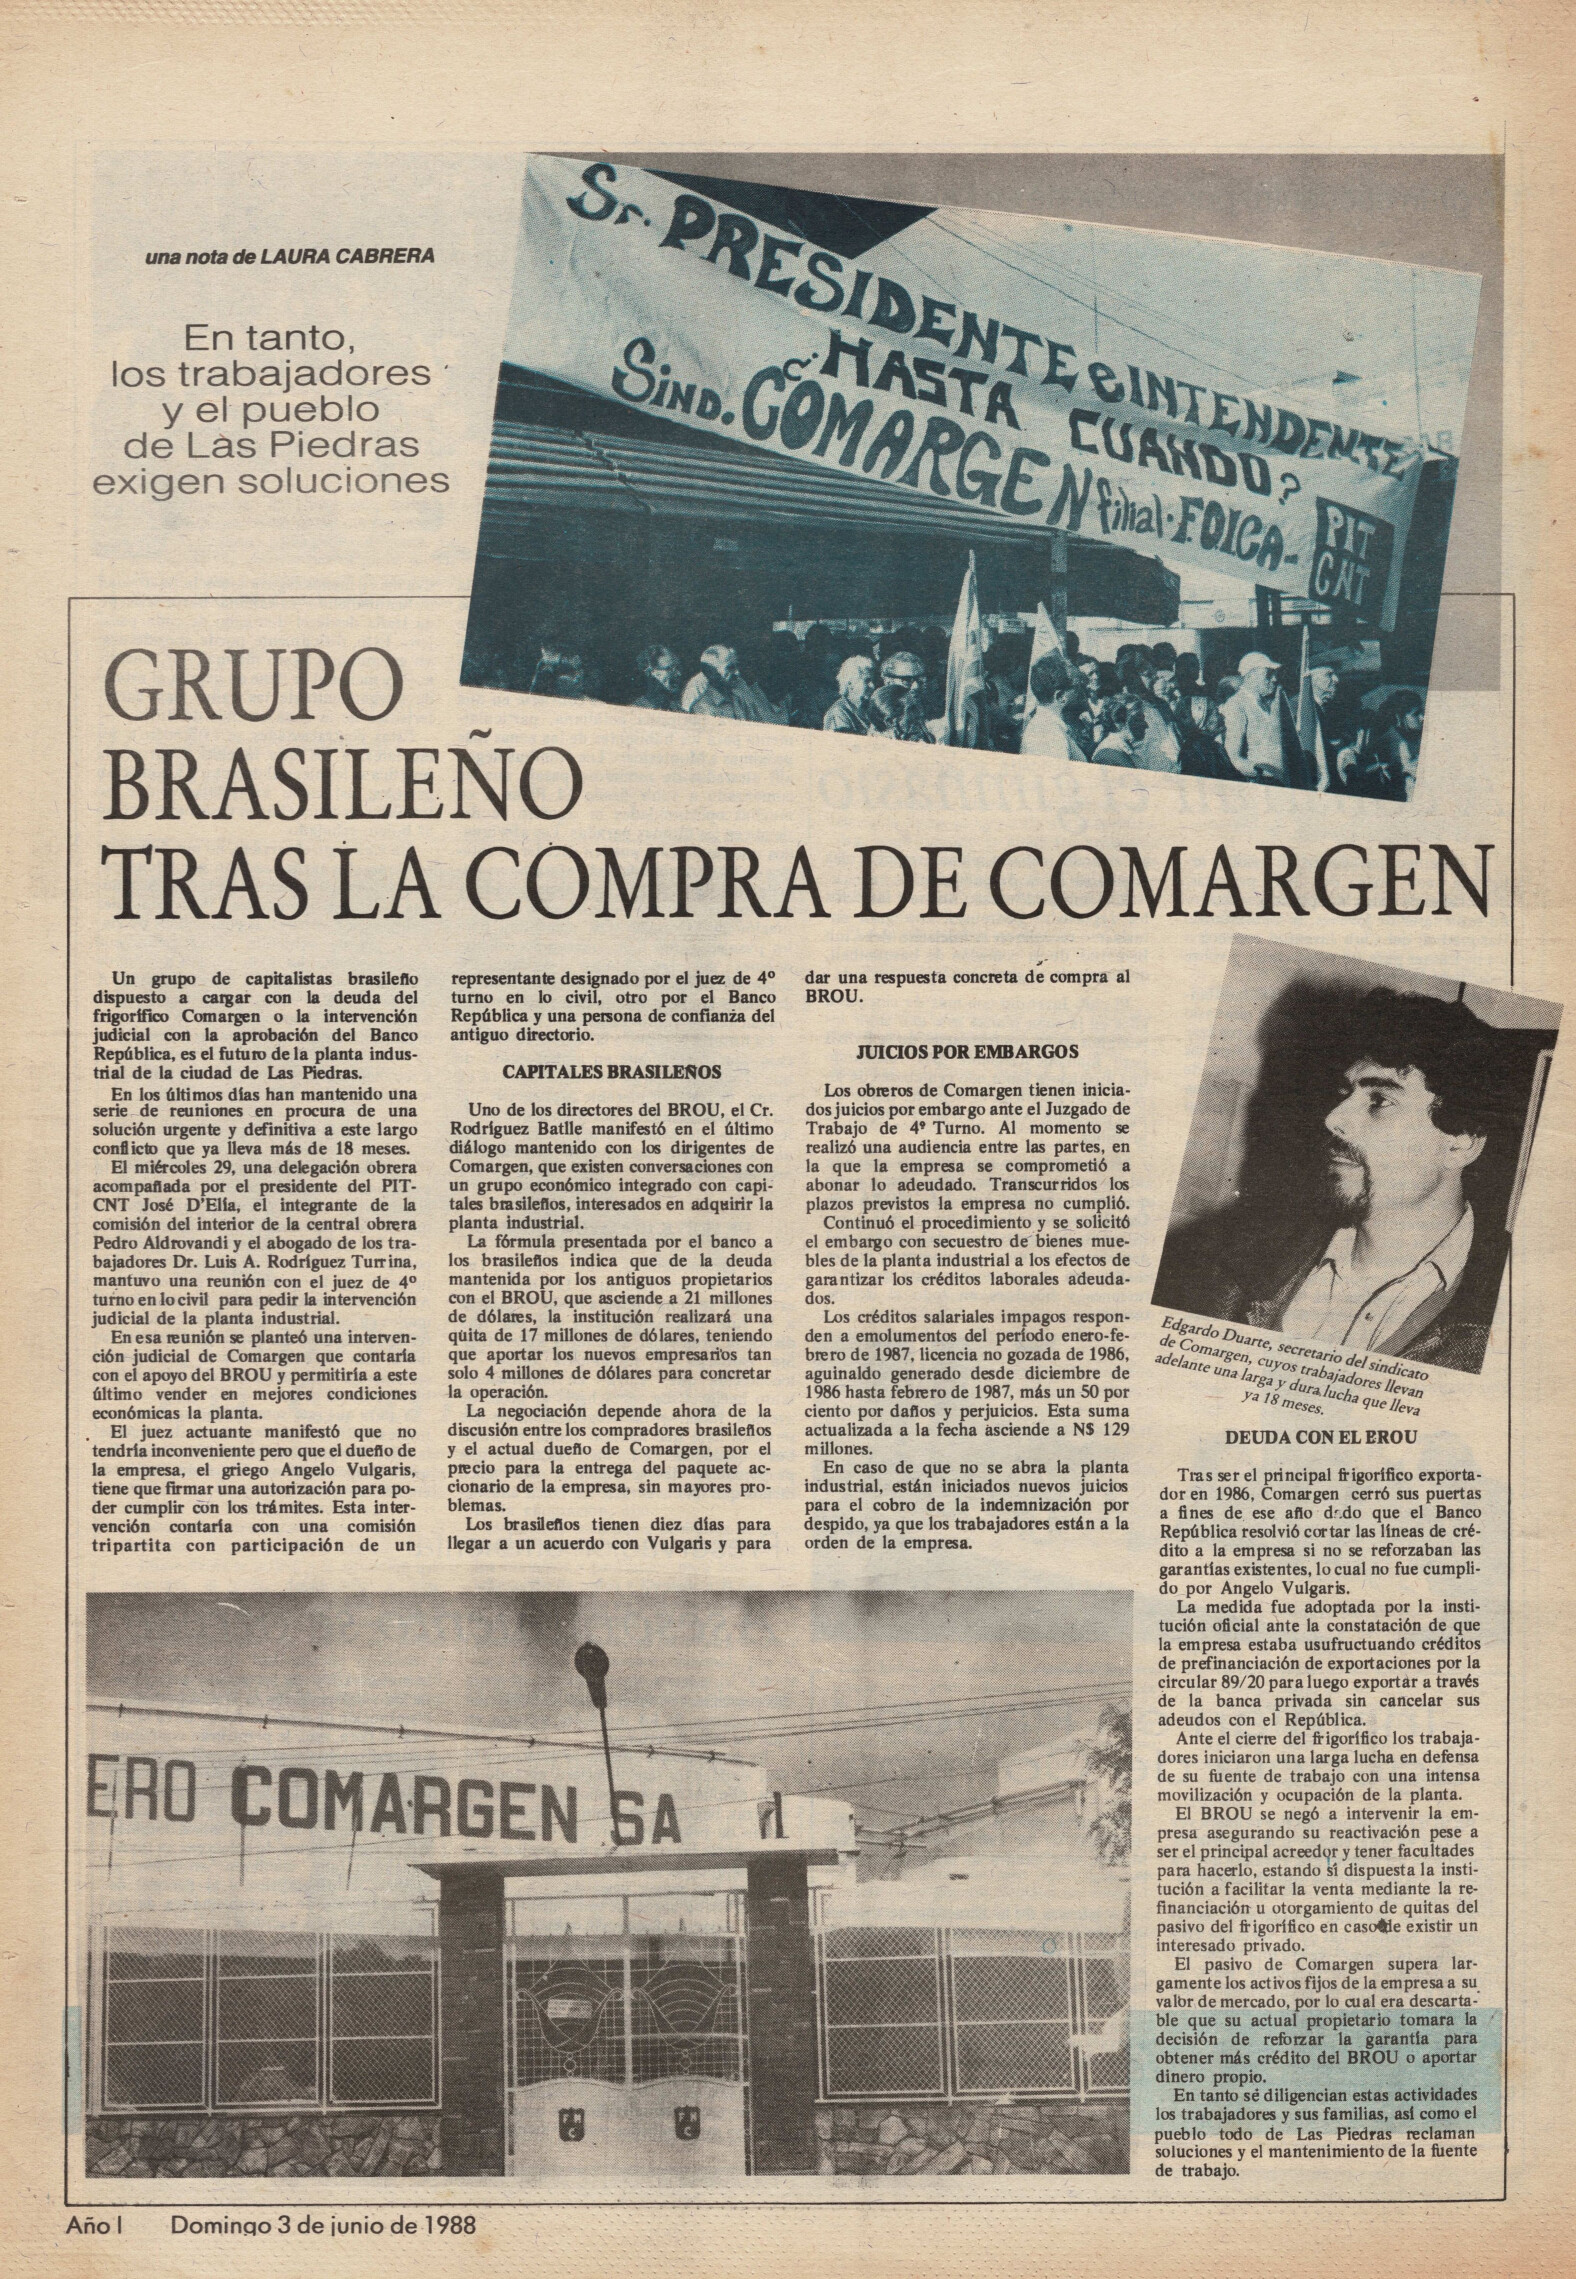 una nota de LAURA CABRERA
En tanto,
los trabajadores
y el pueblo
de Las Piedras
exigen soluciones
Sr. PRESIDENTE e INTENDENTE
¿HASTA CUANDO?
SIND. COMARGEN filial·F.O.I.C.A-
PIT
CNT
GRUPO
BRASILEÑO
TRAS LA COMPRA DE COMARGEN
Un grupo de capitalistas brasileño
dispuesto a cargar con la deuda del
frigorífico Comargen o la intervención
judicial con la aprobación del Banco
República, es el futuro de la planta indus-
trial de la ciudad de Las Piedras.
En los últimos días han mantenido una
serie de reuniones en procura de una
solución urgente y definitiva a este largo
conflicto que ya lleva más de 18 meses.
El miércoles 29, una delegación obrera
acompañada por el presidente del PIT-
CNT José D'Elía, el integrante de la
comisión del interior de la central obrera
Pedro Aldrovandi y el abogado de los tra-
bajadores Dr. Luis A. Rodríguez Turrina,
mantuvo una reunión con el juez de 4º
turno en lo civil para pedir la intervención
judicial de la planta industrial.
En esa reunión se planteó una interven-
ción judicial de Comargen que contaría
con el apoyo del BROU y permitiría a este
último vender en mejores condiciones
económicas la planta.
El juez actuante manifestó que no
tendría inconveniente pero que el dueño de
la empresa, el griego Angelo Vulgaris,
tiene que firmar una autorización para po-
der cumplir con los trámites. Esta inter-
vención contaría con una comisión
tripartita con participación de un
representante designado por el juez de 4º
turno en lo civil, otro por el Banco
República y una persona de confianza del
antiguo directorio.
CAPITALES BRASILEÑOS
Uno de los directores del BROU, el Cr.
Rodríguez Batlle manifestó en el último
diálogo mantenido con los dirigentes de
Comargen, que existen conversaciones con
un grupo económico integrado con capi-
tales brasileños, interesados en adquirir la
planta industrial.
La fórmula presentada por el banco a
los brasileños indica que de la deuda
mantenida por los antiguos propietarios
con el BROU, que asciende a 21 millones
de dólares, la institución realizará una
quita de 17 millones de dólares, teniendo
que aportar los nuevos empresarios tan
solo 4 millones de dólares para concretar
la operación.
La negociación depende ahora de la
discusión entre los compradores brasileños
y el actual dueño de Comargen, por el
precio para la entrega del paquete ac-
cionario de la empresa, sin mayores pro-
blemas.
Los brasileños tienen diez días para
llegar a un acuerdo con Vulgaris y para
dar una respuesta concreta de compra al
BROU.
JUICIOS POR EMBARGOS
Los obreros de Comargen tienen inicia-
dos juicios por embargo ante el Juzgado de
Trabajo de 4º Turno. Al momento se
realizó una audiencia entre las partes, en
la que la empresa se comprometió a
abonar lo adeudado. Transcurridos los
plazos previstos la empresa no cumplió.
Continuó el procedimiento y se solicitó
el embargo con secuestro de bienes mue-
bles de la planta industrial a los efectos de
garantizar los créditos laborales adeuda-
dos.
Los créditos salariales impagos respon-
den a emolumentos del período enero-fe-
brero de 1987, licencia no gozada de 1986,
aguinaldo generado desde diciembre de
1986 hasta febrero de 1987, más un 50 por
ciento por daños y perjuicios. Esta suma
actualizada a la fecha asciende a N$ 129
millones.
En caso de que no se abra la planta
industrial, están iniciados nuevos juicios
para el cobro de la indemnización por
despido, ya que los trabajadores están a la
orden de la empresa.
Edgardo Duarte, secretario del sindicato
de Comargen, cuyos trabajadores llevan
adelante una larga y dura lucha que lleva
ya 18 meses.
DEUDA CON EL BROU
Tras ser el principal frigorífico exporta-
dor en 1986, Comargen cerró sus puertas
a fines de ese año dado que el Banco
República resolvió cortar las líneas de cré-
dito a la empresa si no se reforzaban las
garantías existentes, lo cual no fue cumpli-
do por Angelo Vulgaris.
La medida fue adoptada por la insti-
tución oficial ante la constatación de que
la empresa estaba usufructuando créditos
de prefinanciación de exportaciones por la
circular 89/20 para luego exportar a través
de la banca privada sin cancelar sus
adeudos con el República.
Ante el cierre del frigorífico los trabaja-
dores iniciaron una larga lucha en defensa
de su fuente de trabajo con una intensa
movilización y ocupación de la planta.
El BROU se negó a intervenir la em-
presa asegurando su reactivación pese a
ser el principal acreedor y tener facultades
para hacerlo, estando sí dispuesta la insti-
tución a facilitar la venta mediante la re-
financiación u otorgamiento de quitas del
pasivo del frigorífico en caso de existir un
interesado privado.
El pasivo de Comargen supera lar-
gamente los activos fijos de la empresa a su
valor de mercado, por lo cual era descarta-
ble que su actual propietario tomara la
decisión de reforzar la garantía para
obtener más crédito del BROU o aportar
dinero propio.
En tanto sé diligencian estas actividades
los trabajadores y sus familias, así como el
pueblo todo de Las Piedras reclaman
soluciones y el mantenimiento de la fuente
de trabajo.
ERO COMARGEN SA
Año I Domingo 3 de junio de 1988